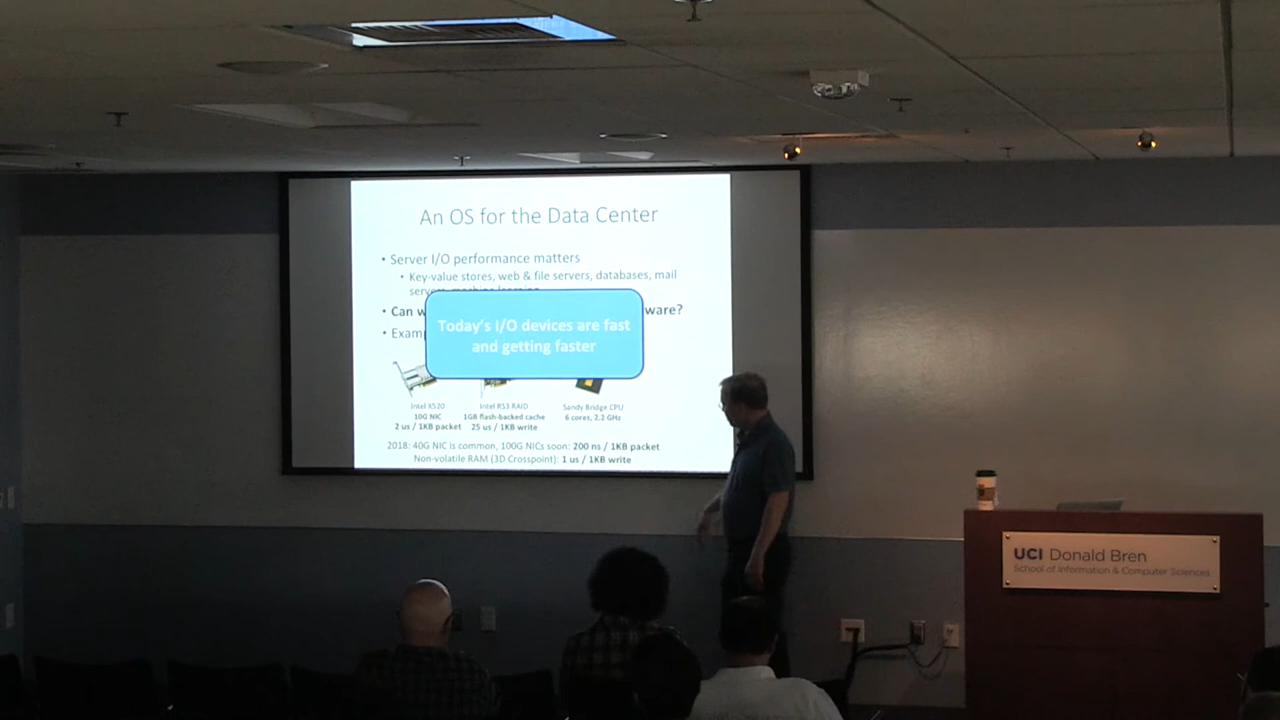 An OS for the Data Center
• Server I/O performance matters
• Key-value stores, web & file servers, databases, mail
servers, machine learning
• Can w
ware?
• Exam
Today's I/O devices are fast
and getting faster
Intel X520
10G NIC
2 us / 1KB packet
Intel RS3 RAID
1GB flash-backed cache
25 us / 1KB write
Sandy Bridge CPU
6 cores, 2.2 GHz
2018: 40G NIC is common, 100G NICs soon: 200 ns / 1KB packet
Non-volatile RAM (3D Crosspoint): 1 us / 1KB write
UCI Donald Bren
School of Information & Computer Sciences